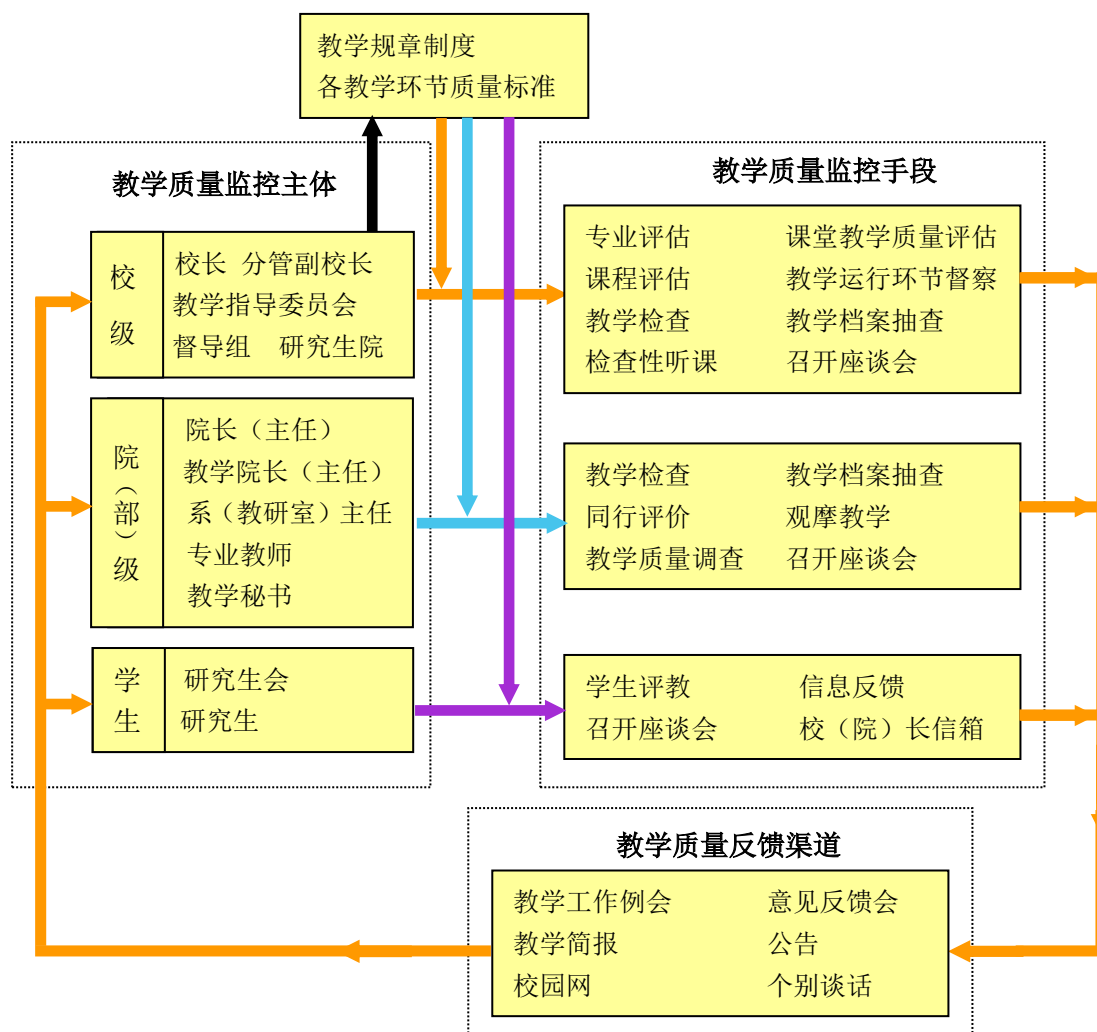 教学规章制度
各教学环节质量标准
教学质量监控主体
校级
校长 分管副校长
教学指导委员会
督导组 研究生院
院（部）级
院长（主任）
教学院长（主任）
系（教研室）主任
专业教师
教学秘书
学生
研究生会
研究生
教学质量监控手段
专业评估 课堂教学质量评估
课程评估 教学运行环节督察
教学检查 教学档案抽查
检查性听课 召开座谈会
教学检查 教学档案抽查
同行评价 观摩教学
教学质量调查 召开座谈会
学生评教 信息反馈
召开座谈会 校（院）长信箱
教学质量反馈渠道
教学工作例会 意见反馈会
教学简报 公告
校园网 个别谈话